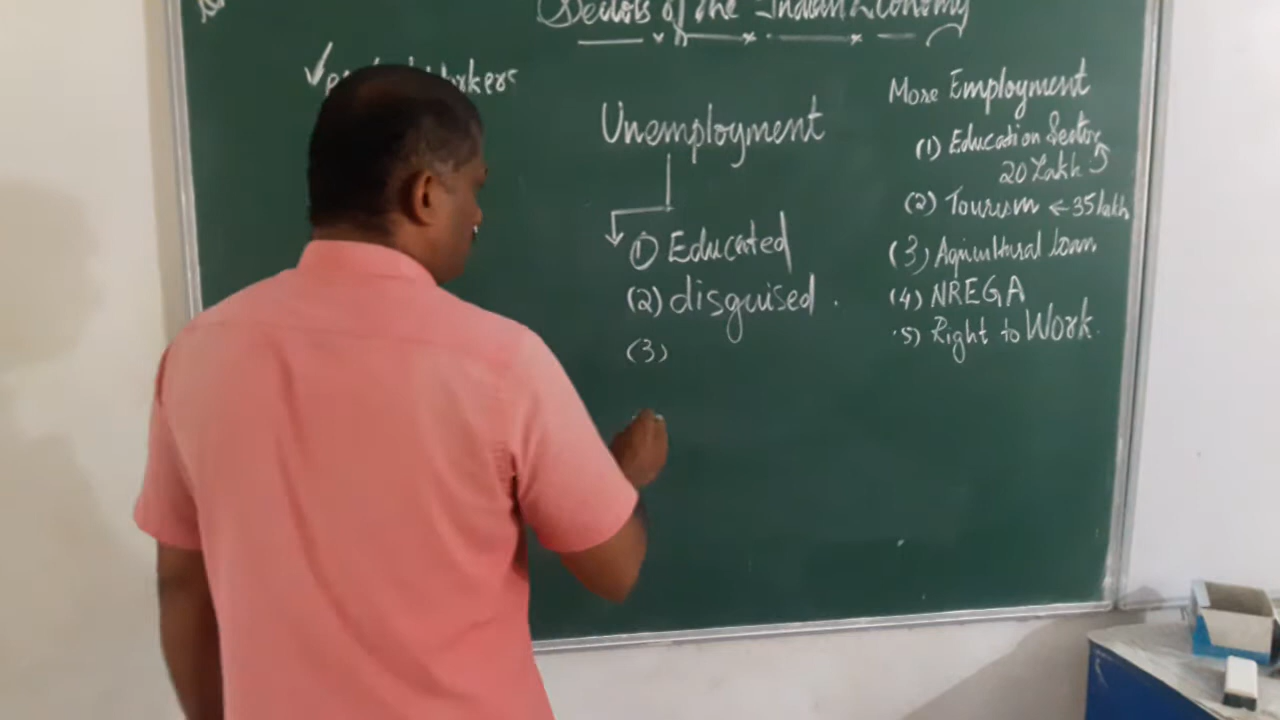 Sectors of the Indian Economy
Unemployment
(1) Educated
(2) disguised.
(3)
More Employment
(1) Education Sector
20 Lakh
(2) Tourism ← 35 lakh
(3) Agricultural Loan
(4) NREGA
(5) Right to Work.